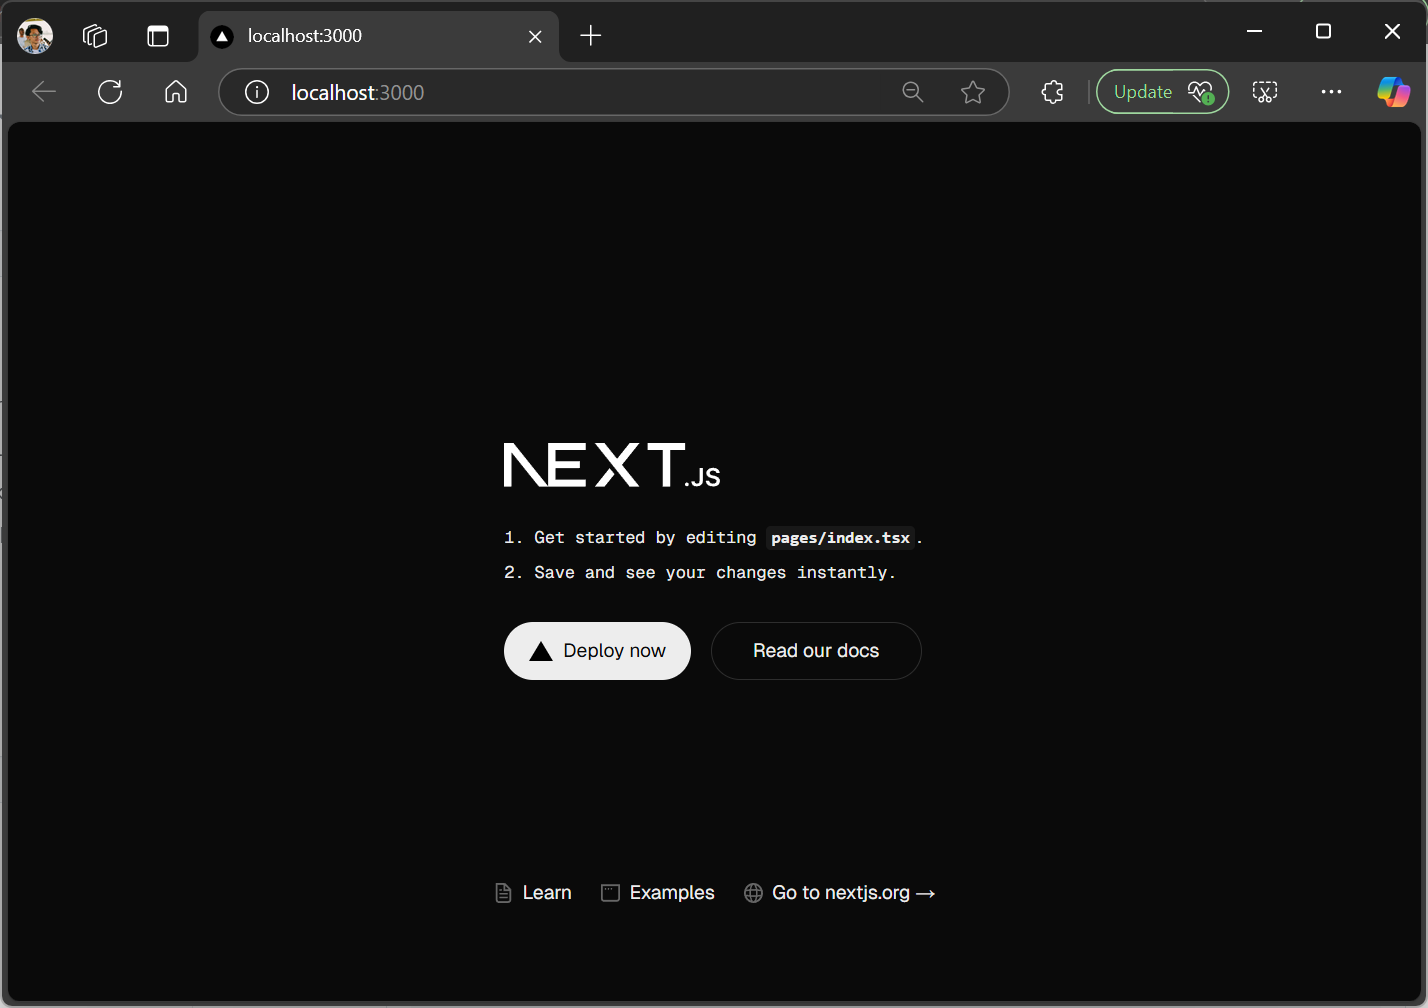 localhost:3000
localhost:3000
Update
NEXT.JS
1. Get started by editing pages/index.tsx.
2. Save and see your changes instantly.
Deploy now
Read our docs
Learn
Examples
Go to nextjs.org →